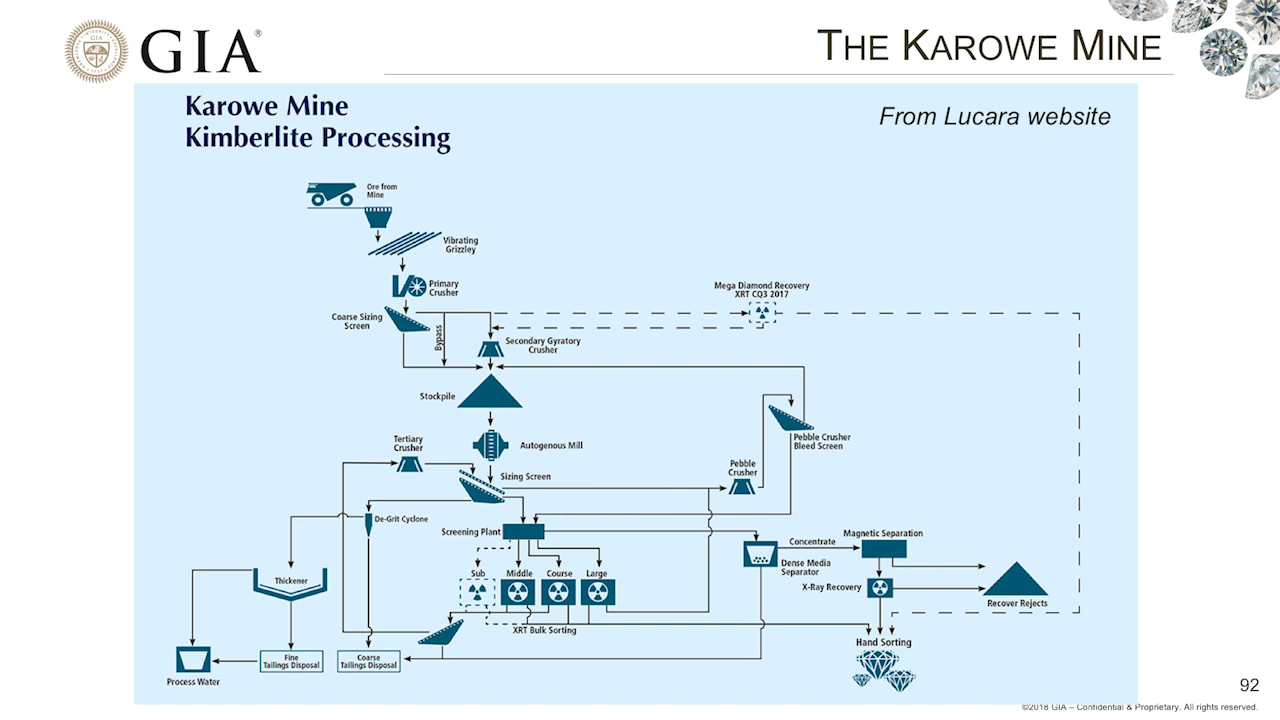 GIA®
THE KAROWE MINE
Karowe Mine
Kimberlite Processing
From Lucara website
Ore from
Mine
Vibrating
Grizzley
Primary
Crusher
Mega Diamond Recovery
XRT CQ3 2017
Coarse Sizing
Screen
Bypass
Secondary Gyratory
Crusher
Stockpile
Tertiary
Crusher
Autogenous Mill
Pebble Crusher
Bleed Screen
Sizing Screen
Pebble
Crusher
De-Grit Cyclone
Screening Plant
Concentrate
Magnetic Separation
Dense Media
Separator
Sub
Middle
Course
Large
Thickener
X-Ray Recovery
Recover Rejects
XRT Bulk Sorting
Hand Sorting
Fine
Tailings Disposal
Coarse
Tailings Disposal
Process Water
92
©2018 GIA – Confidential & Proprietary. All rights reserved.